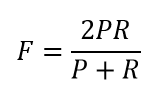 F = 2PR / (P + R)